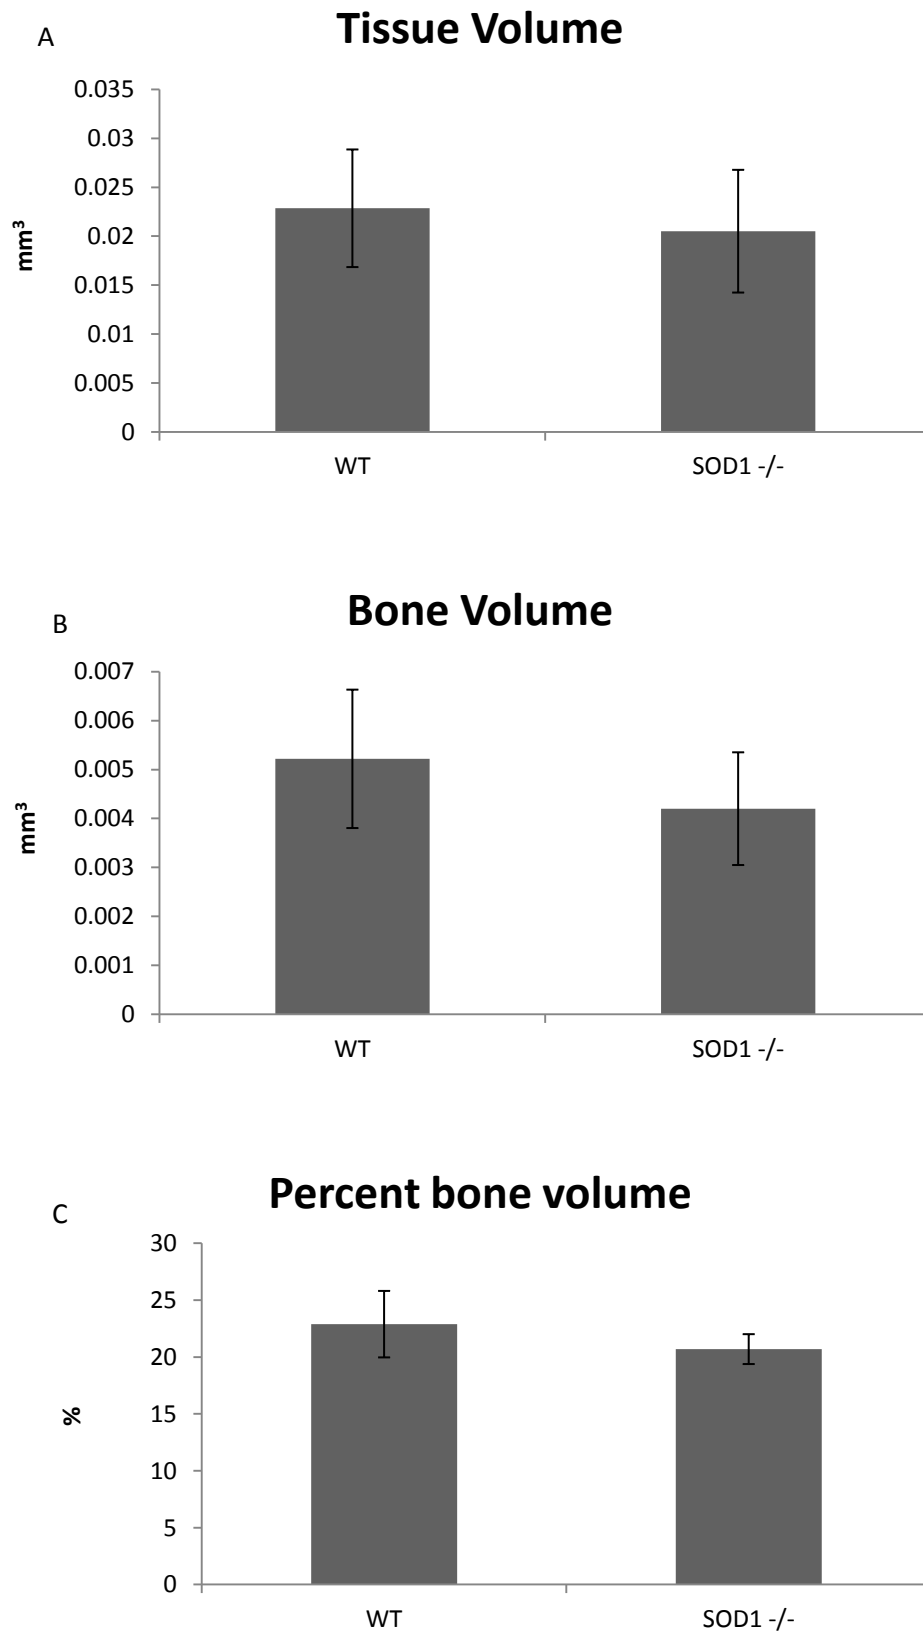 A
Tissue Volume
0.035
0.03
0.025
0.02
0.015
0.01
0.005
0
mm³
WT
SOD1 -/-
B
Bone Volume
0.007
0.006
0.005
0.004
0.003
0.002
0.001
0
mm³
WT
SOD1 -/-
C
Percent bone volume
30
25
20
15
10
5
0
%
WT
SOD1 -/-